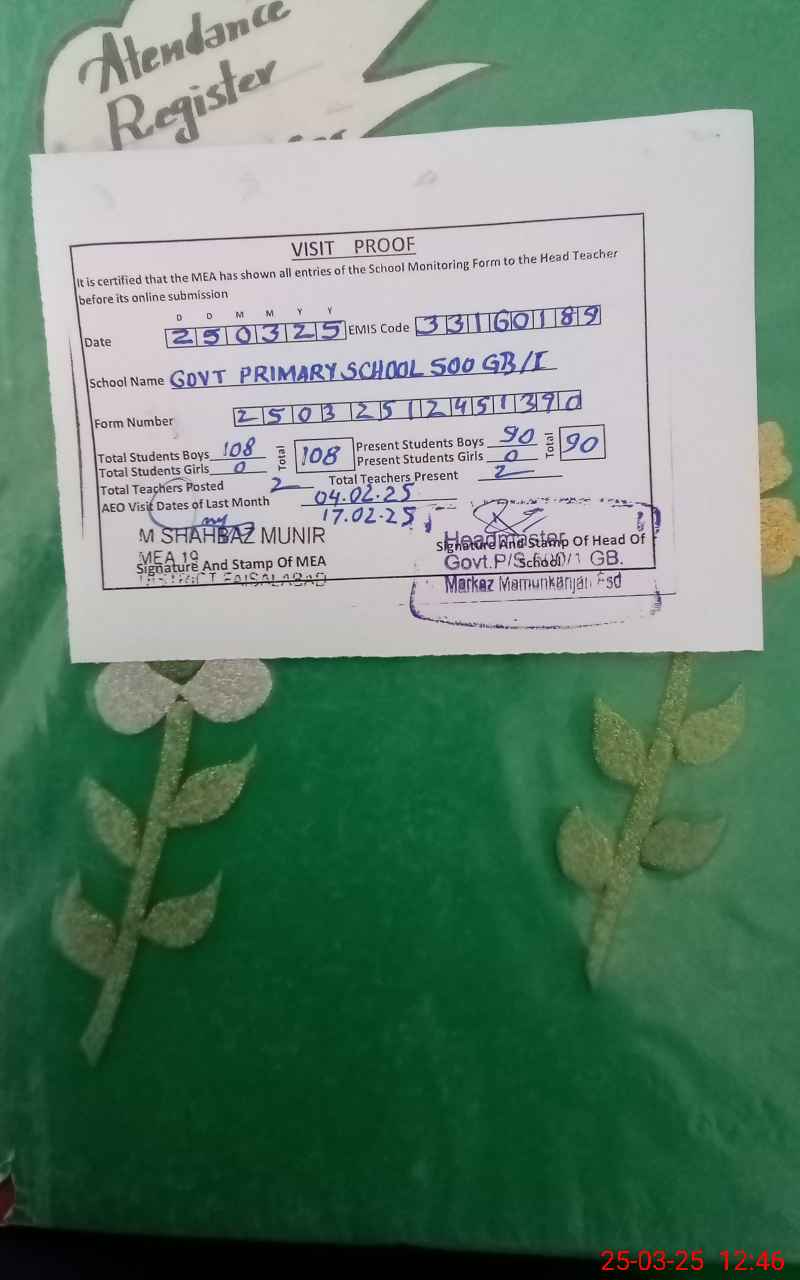 Atendance
Register
VISIT PROOF
It is certified that the MEA has shown all entries of the School Monitoring Form to the Head Teacher
before its online submission
D D M M Y Y
Date 250325 EMIS Code 33160189
School Name GOVT PRIMARY SCHOOL 500 GB/I
Form Number 25032512451390
Total Students Boys 108 Total 108 Present Students Boys 90 Total 90
Total Students Girls 0 Present Students Girls 0
Total Teachers Posted 2 Total Teachers Present 2
AEO Visit Dates of Last Month 04.02.25
17.02.25
M SHAHBAZ MUNIR
MEA 19
Signature And Stamp Of MEA
DISTRICT FAISALABAD
Headmaster
Signature And Stamp Of Head Of
School
Govt.P/S 500/1 GB.
Markaz Mamunkanjan Fsd
25-03-25 12:46